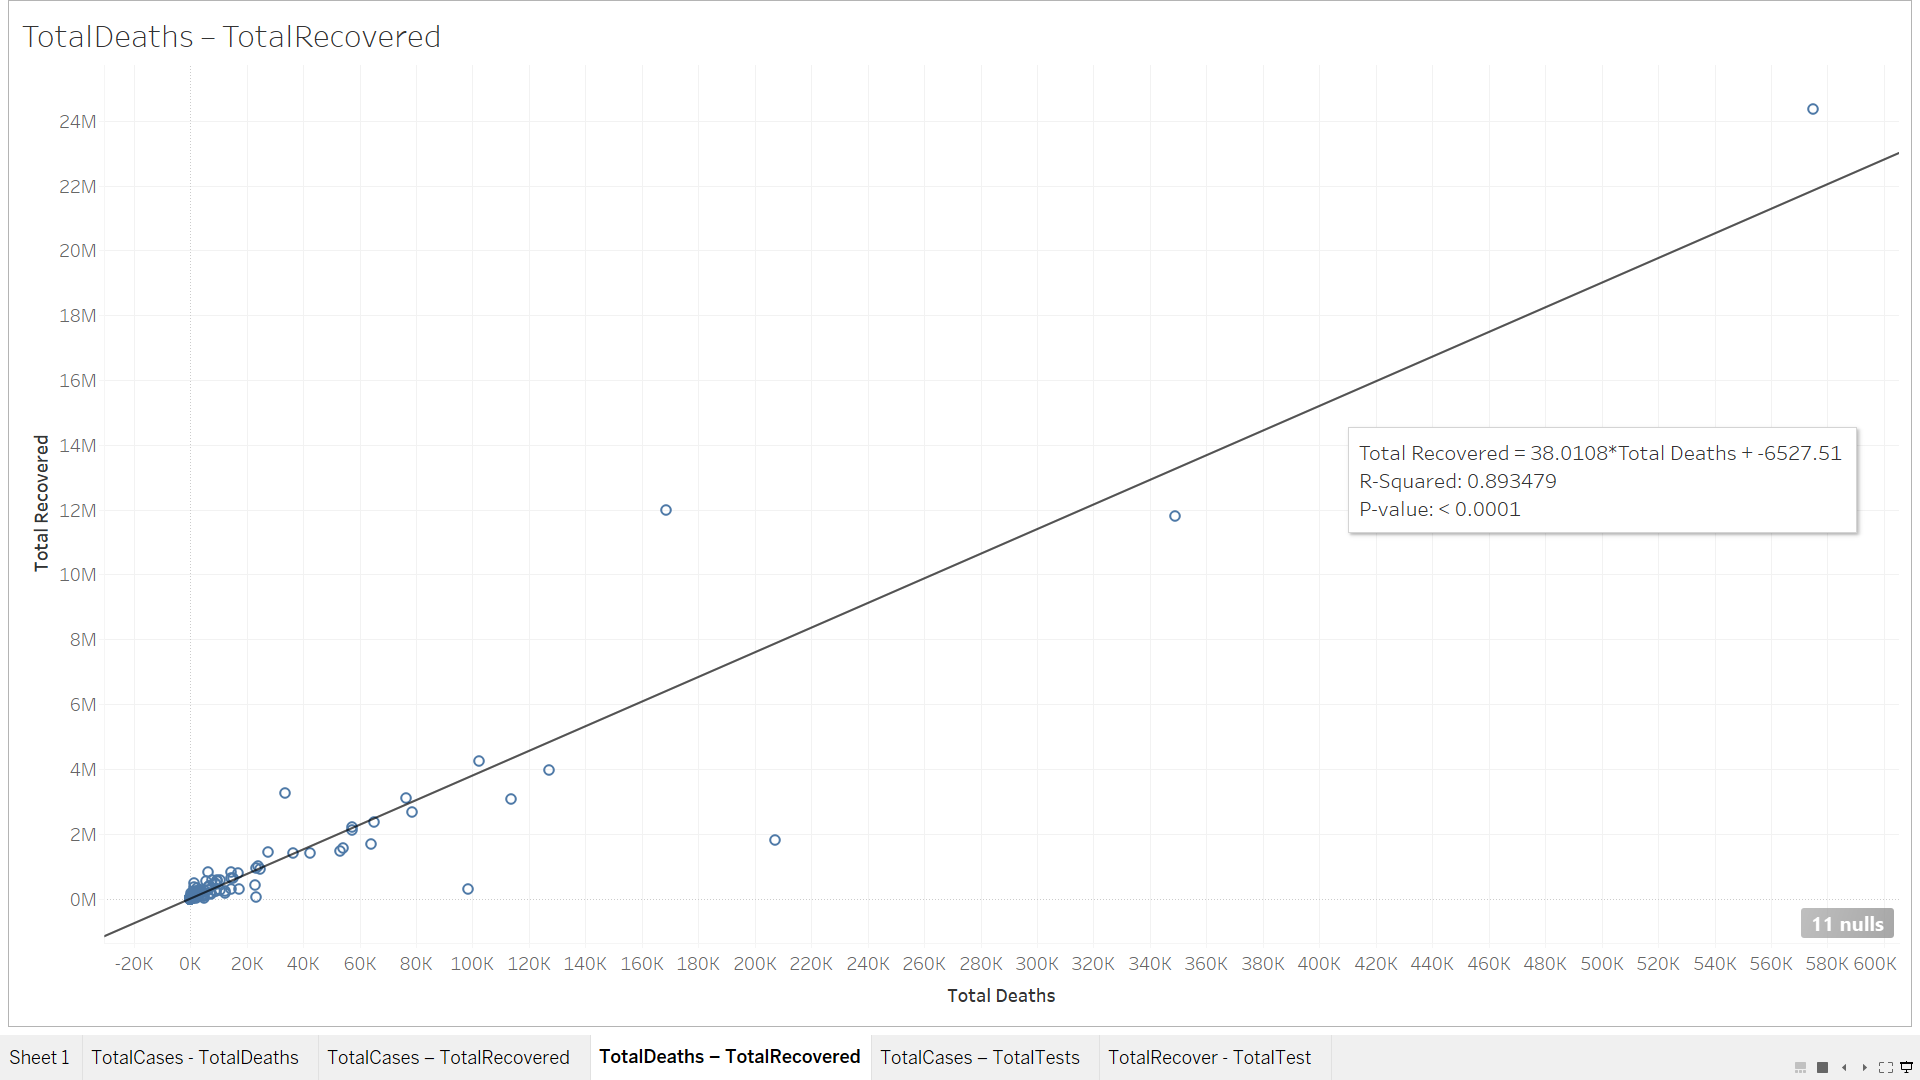 TotalDeaths – TotalRecovered
24M
22M
20M
18M
16M
14M
12M
10M
8M
6M
4M
2M
0M
Total Recovered
Total Recovered = 38.0108*Total Deaths + -6527.51
R-Squared: 0.893479
P-value: < 0.0001
11 nulls
-20K 0K 20K 40K 60K 80K 100K 120K 140K 160K 180K 200K 220K 240K 260K 280K 300K 320K 340K 360K 380K 400K 420K 440K 460K 480K 500K 520K 540K 560K 580K 600K
Total Deaths
Sheet 1 TotalCases - TotalDeaths TotalCases – TotalRecovered TotalDeaths – TotalRecovered TotalCases – TotalTests TotalRecover - TotalTest